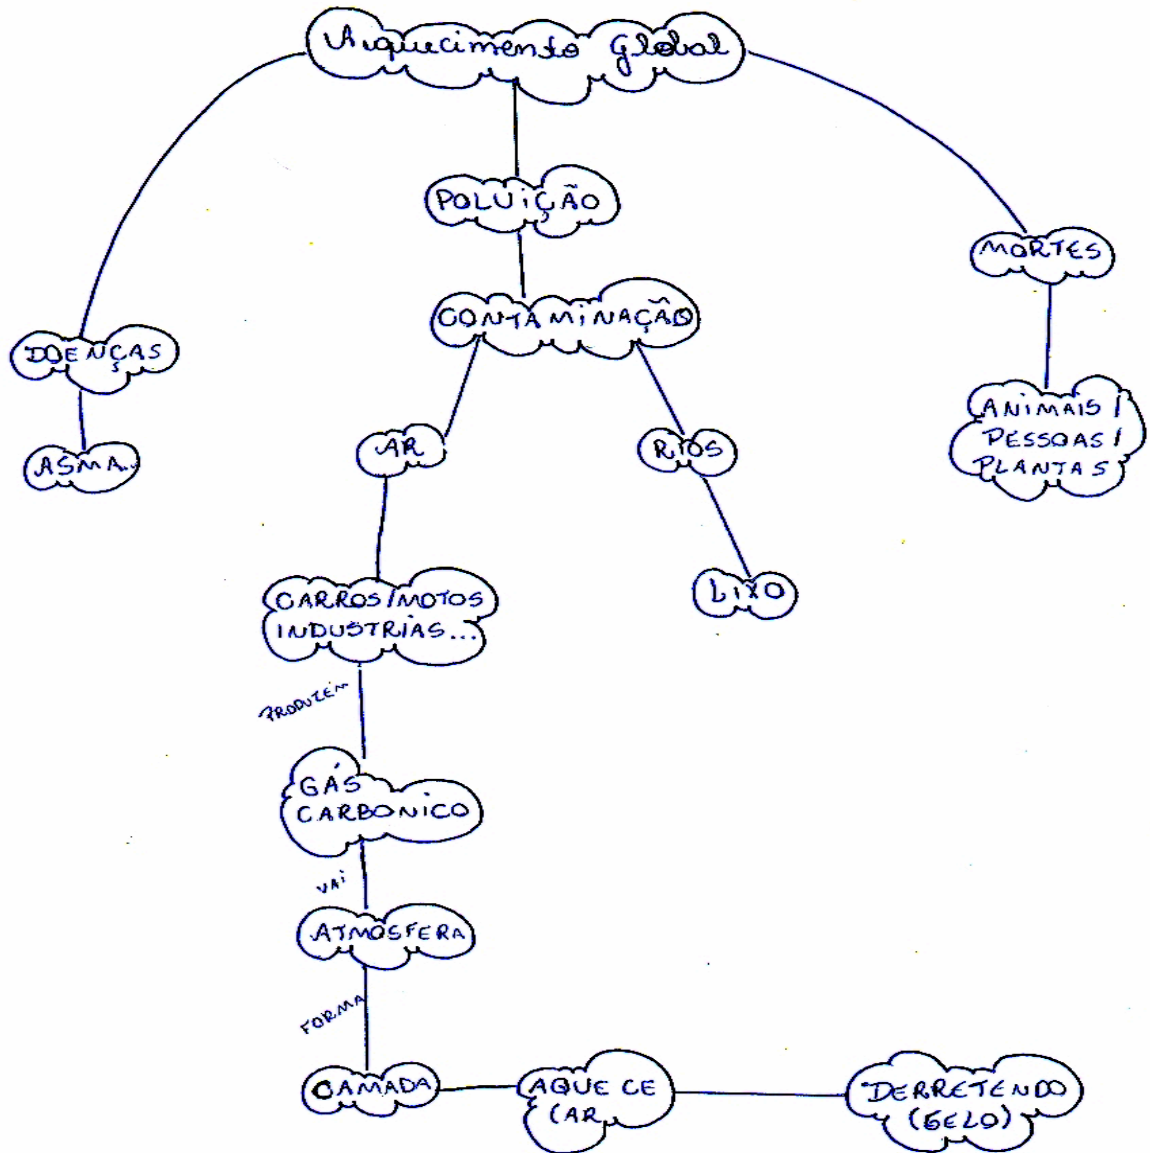 Aquecimento Global
POLUIÇÃO
MORTES
CONTAMINAÇÃO
DOENÇAS
ANIMAIS/
PESSOAS/
PLANTAS
AR
RIOS
ASMA..
LIXO
CARROS/MOTOS
INDUSTRIAS...
PRODUZEM
GÁS
CARBONICO
VAI
ATMOSFERA
FORMA
CAMADA
AQUECE
(AR
DERRETENDO
(GELO)